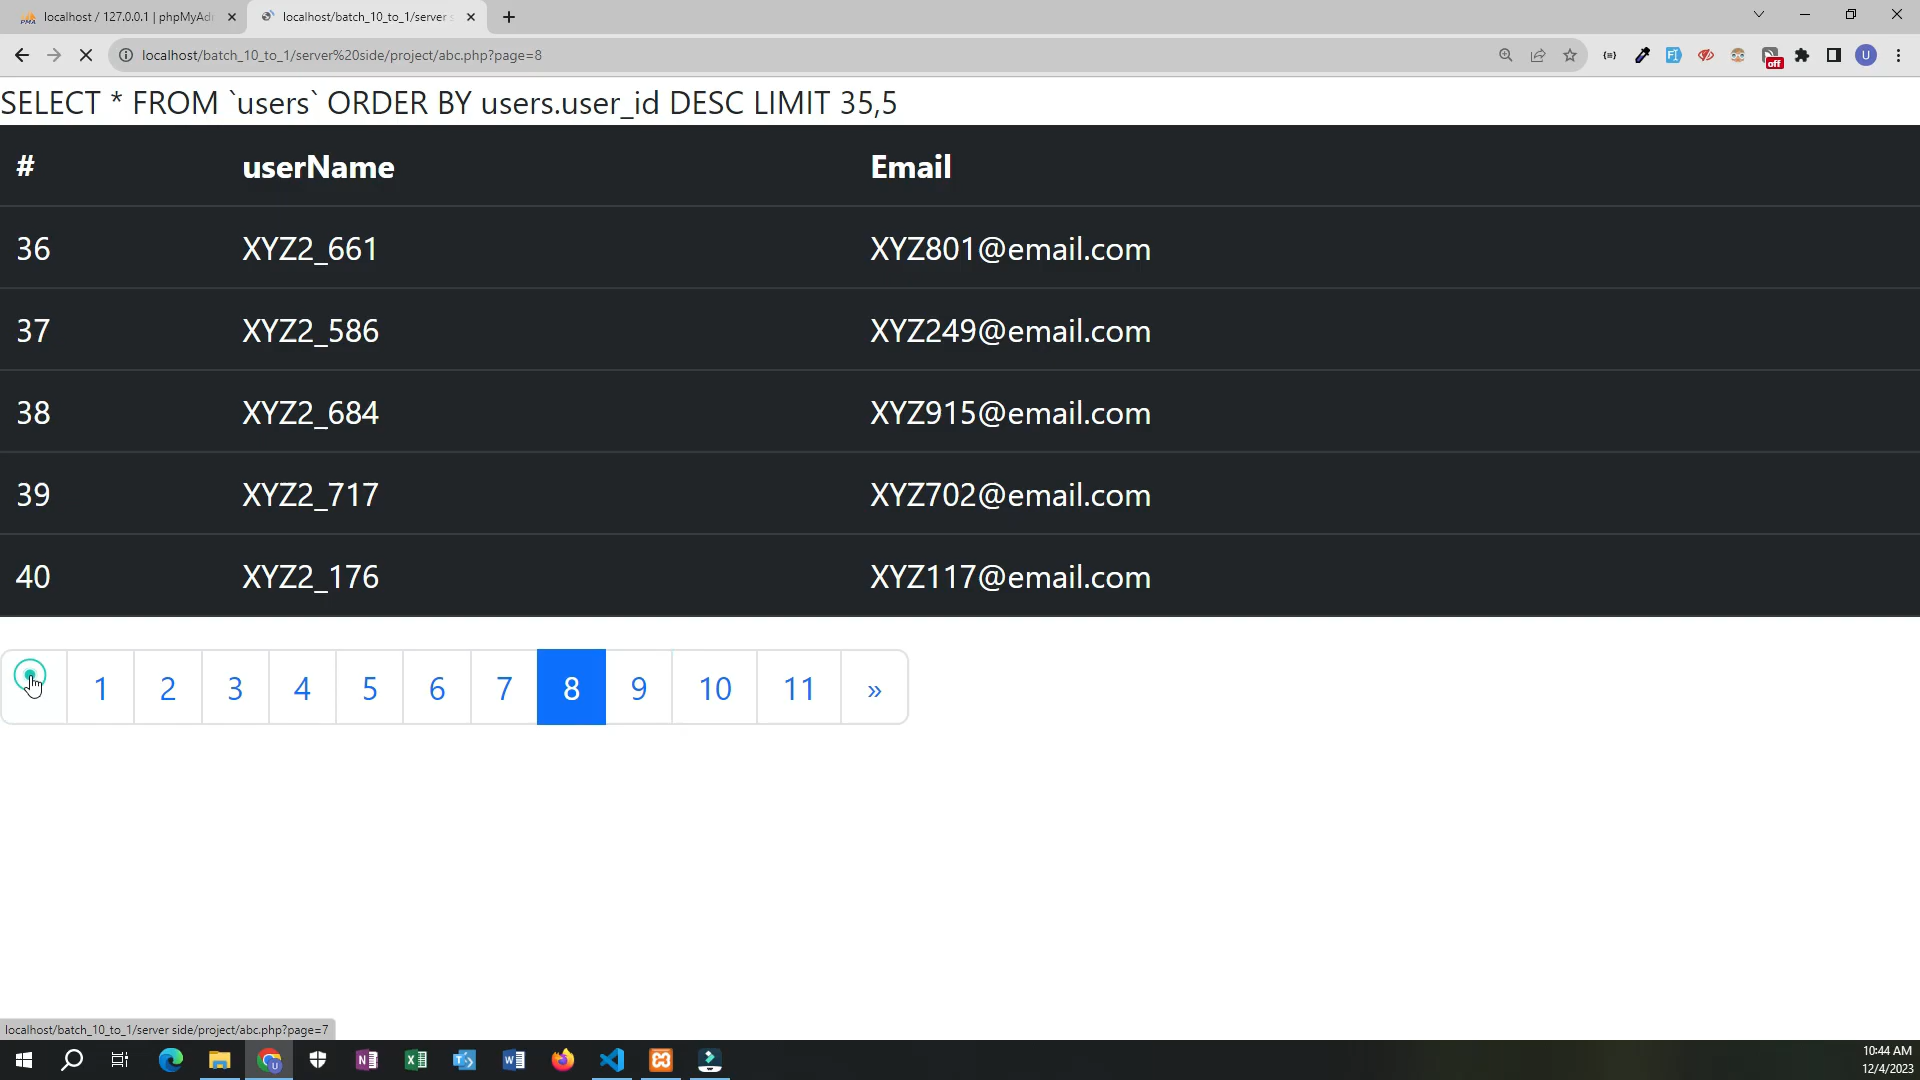 localhost / 127.0.0.1 | phpMyAd
localhost/batch_10_to_1/server s
localhost/batch_10_to_1/server%20side/project/abc.php?page=8
off
U
SELECT * FROM `users` ORDER BY users.user_id DESC LIMIT 35,5
# userName Email
36 XYZ2_661 XYZ801@email.com
37 XYZ2_586 XYZ249@email.com
38 XYZ2_684 XYZ915@email.com
39 XYZ2_717 XYZ702@email.com
40 XYZ2_176 XYZ117@email.com
1 2 3 4 5 6 7 8 9 10 11 »
localhost/batch_10_to_1/server side/project/abc.php?page=7
10:44 AM
12/4/2023